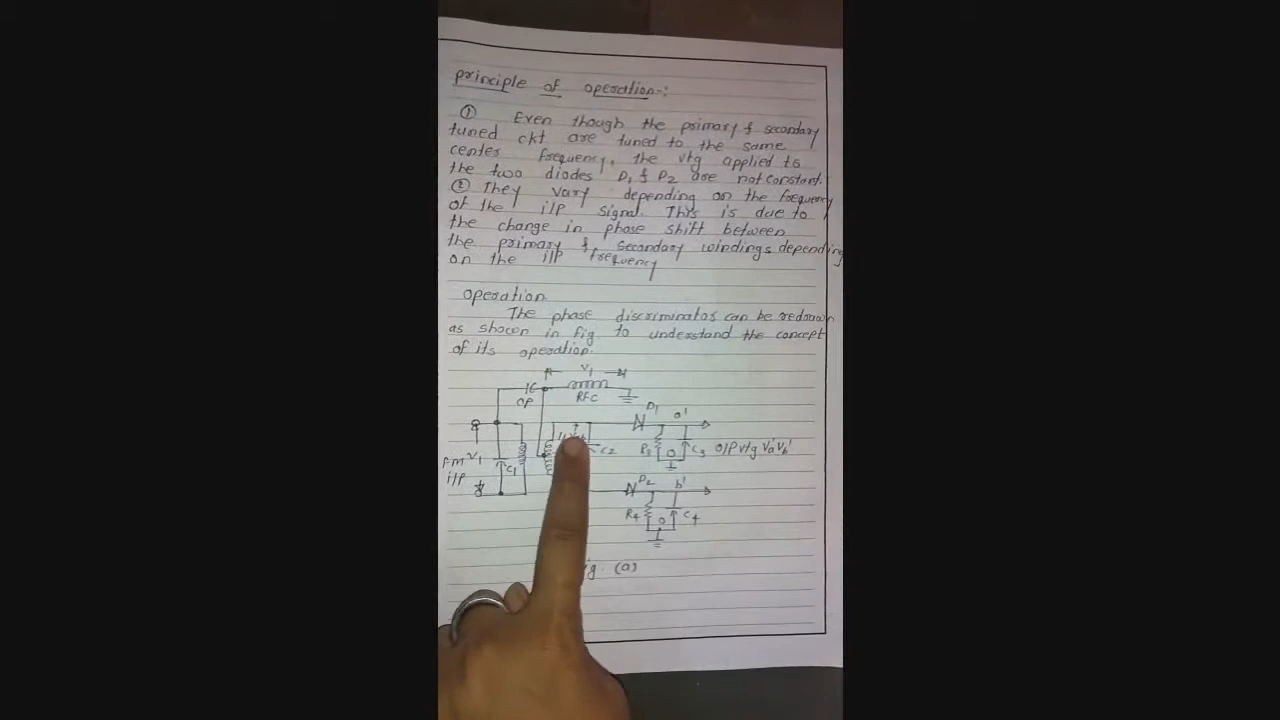 principle of operation-:
① Even though the primary & secondary
tuned ckt are tuned to the same
center frequency, the vtg applied to
the two diodes D1 & D2 are not constant.
② They vary depending on the frequency
of the i/p signal. This is due to
the change in phase shift between
the primary & secondary windings depending
on the i/p frequency
operation
The phase discriminator can be redrawn
as shown in fig to understand the concept
of its operation.
V1
1C
OP
RFC
D1
a'
FM V1
i/p
C1
C2
R3
O
C3
O/P vtg Va'Vb'
D2
b'
R4
O
C4
(a)